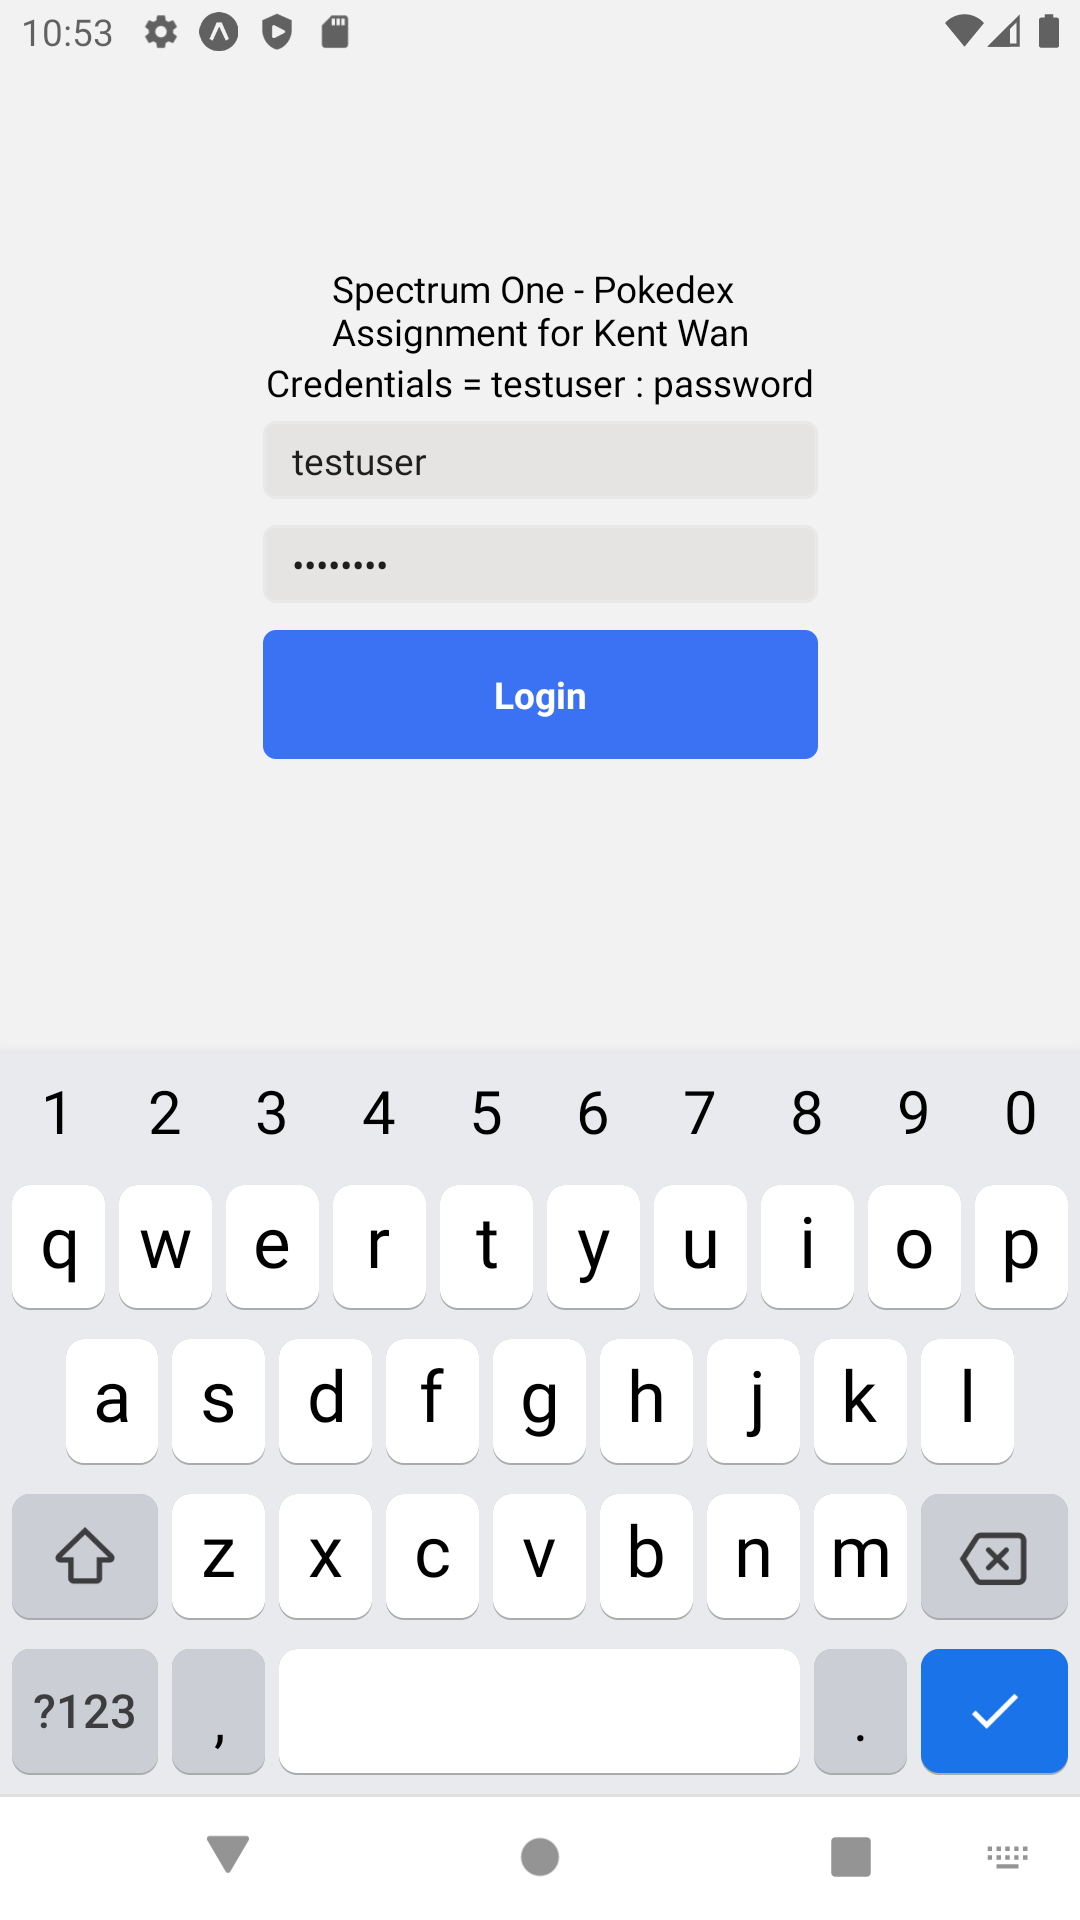 10:53
Spectrum One - Pokedex
Assignment for Kent Wan
Credentials = testuser : password
testuser
••••••••
Login
1 2 3 4 5 6 7 8 9 0
q w e r t y u i o p
a s d f g h j k l
z x c v b n m
?123 , .